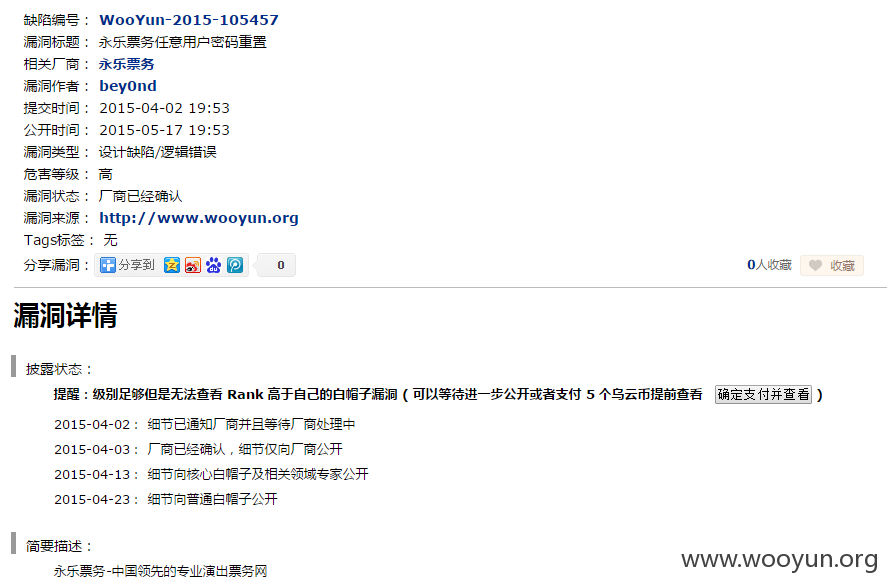 缺陷编号： WooYun-2015-105457
漏洞标题： 永乐票务任意用户密码重置
相关厂商： 永乐票务
漏洞作者： bey0nd
提交时间： 2015-04-02 19:53
公开时间： 2015-05-17 19:53
漏洞类型： 设计缺陷/逻辑错误
危害等级： 高
漏洞状态： 厂商已经确认
漏洞来源： http://www.wooyun.org
Tags标签： 无
分享漏洞： 分享到 0 0人收藏 收藏
漏洞详情
披露状态：
提醒：级别足够但是无法查看 Rank 高于自己的白帽子漏洞 ( 可以等待进一步公开或者支付 5 个乌云币提前查看 确定支付并查看 )
2015-04-02： 细节已通知厂商并且等待厂商处理中
2015-04-03： 厂商已经确认，细节仅向厂商公开
2015-04-13： 细节向核心白帽子及相关领域专家公开
2015-04-23： 细节向普通白帽子公开
简要描述：
永乐票务-中国领先的专业演出票务网
www.wooyun.org